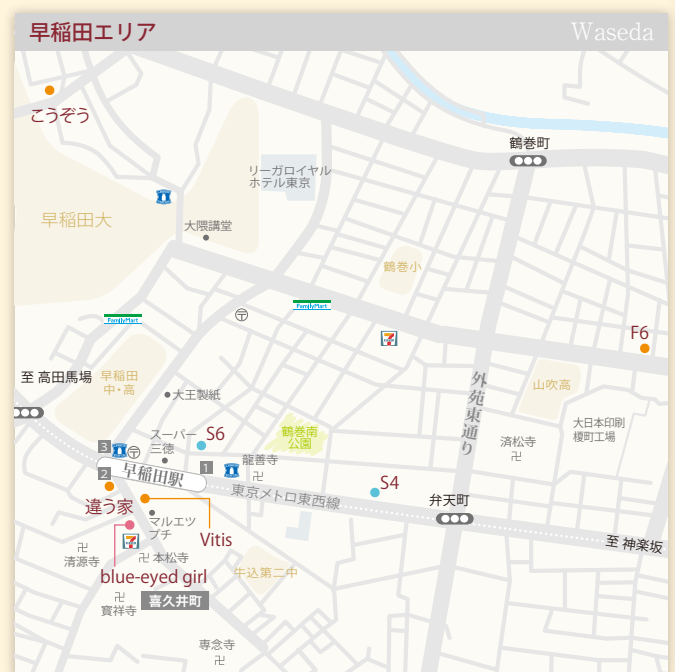 早稲田エリア
Waseda
こうぞう
鶴巻町
リーガロイヤル
ホテル東京
早稲田大
大隈講堂
鶴巻小
FamilyMart
FamilyMart
F6
至 高田馬場
早稲田
中・高
大王製紙
外苑東通り
山吹高
大日本印刷
榎町工場
S6
スーパー
三徳
鶴巻南
公園
済松寺
卍
3
龍善寺
卍
1
2
早稲田駅
東京メトロ東西線
S4
弁天町
違う家
マルエツ
プチ
Vitis
至 神楽坂
卍
清源寺
卍 本松寺
blue-eyed girl
牛込第二中
卍
寳祥寺
喜久井町
専念寺
卍